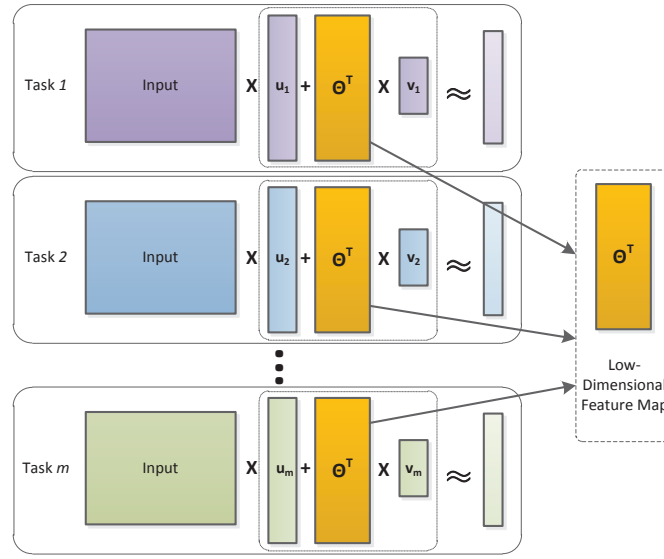 Task 1 Input X u₁ + Θᵀ X v₁ ≈
Task 2 Input X u₂ + Θᵀ X v₂ ≈
Θᵀ
Low-
Dimensional
Feature Map
Task m Input X uₘ + Θᵀ X vₘ ≈